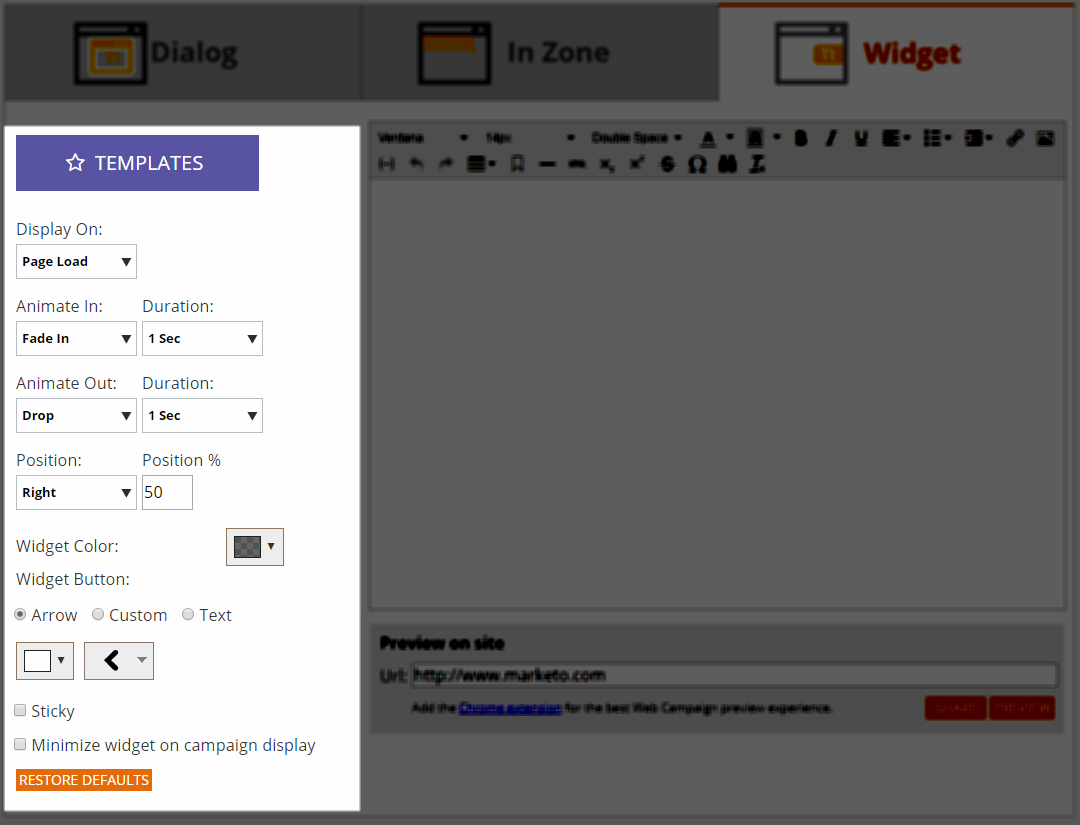 Dialog
In Zone
Widget
TEMPLATES
Display On:
Page Load
Animate In: Duration:
Fade In 1 Sec
Animate Out: Duration:
Drop 1 Sec
Position: Position %
Right 50
Widget Color:
Widget Button:
Arrow Custom Text
Sticky
Minimize widget on campaign display
RESTORE DEFAULTS
Verdana 14px Double Space
Preview on site
Url: http://www.marketo.com
Add the Chrome extension for the best Web Campaign preview experience.